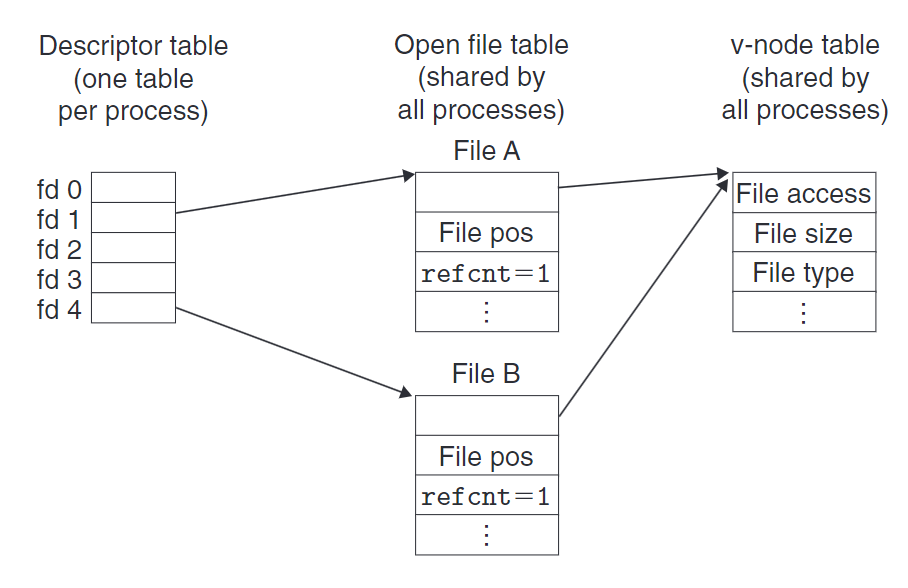 Descriptor table
(one table
per process)
Open file table
(shared by
all processes)
v-node table
(shared by
all processes)
fd 0
fd 1
fd 2
fd 3
fd 4
File A
File pos
refcnt=1
⋮
File B
File pos
refcnt=1
⋮
File access
File size
File type
⋮